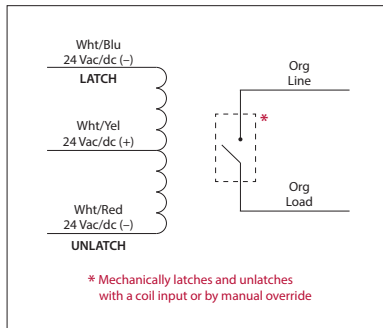 Wht/Blu
24 Vac/dc (–)
LATCH
Wht/Yel
24 Vac/dc (+)
Wht/Red
24 Vac/dc (–)
UNLATCH
Org
Line
*
Org
Load
* Mechanically latches and unlatches
with a coil input or by manual override